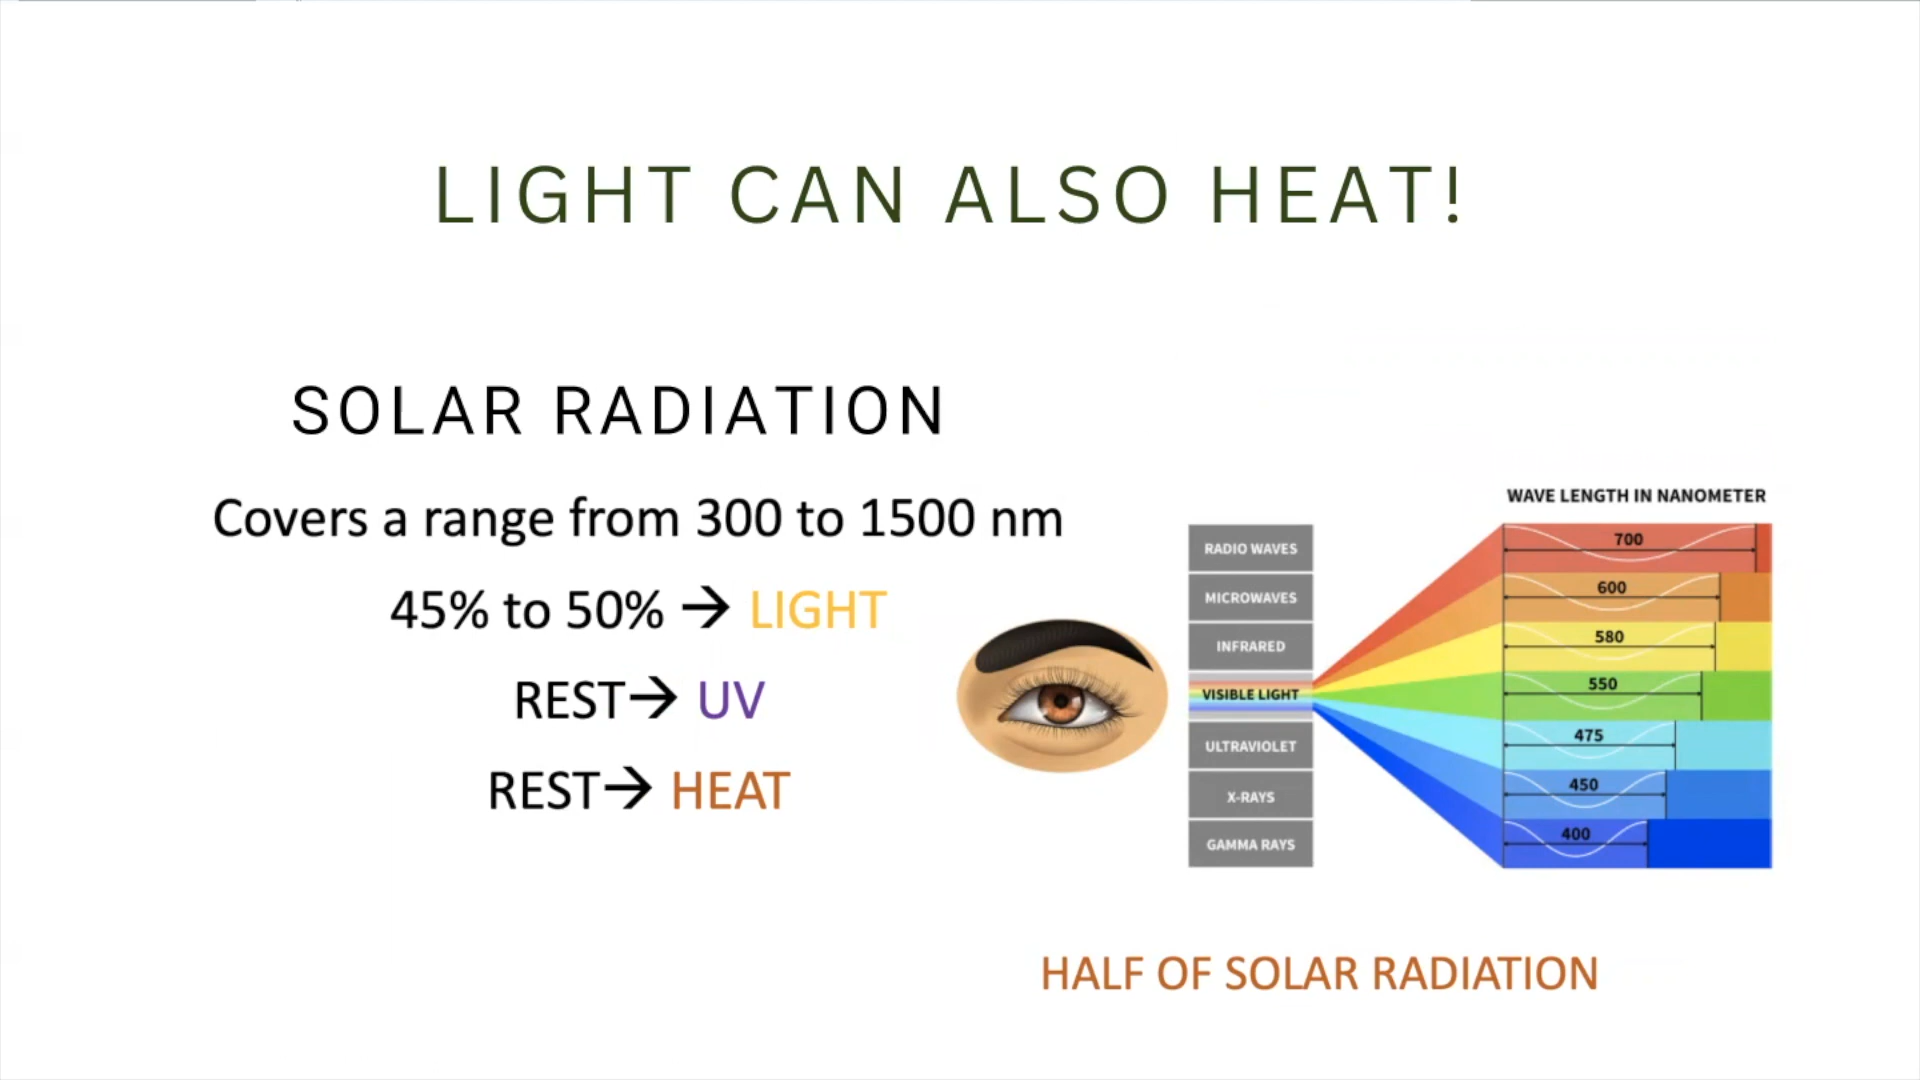 LIGHT CAN ALSO HEAT!
SOLAR RADIATION
Covers a range from 300 to 1500 nm
45% to 50% → LIGHT
REST→ UV
REST→ HEAT
WAVE LENGTH IN NANOMETER
RADIO WAVES
MICROWAVES
INFRARED
VISIBLE LIGHT
ULTRAVIOLET
X-RAYS
GAMMA RAYS
700
600
580
550
475
450
400
HALF OF SOLAR RADIATION